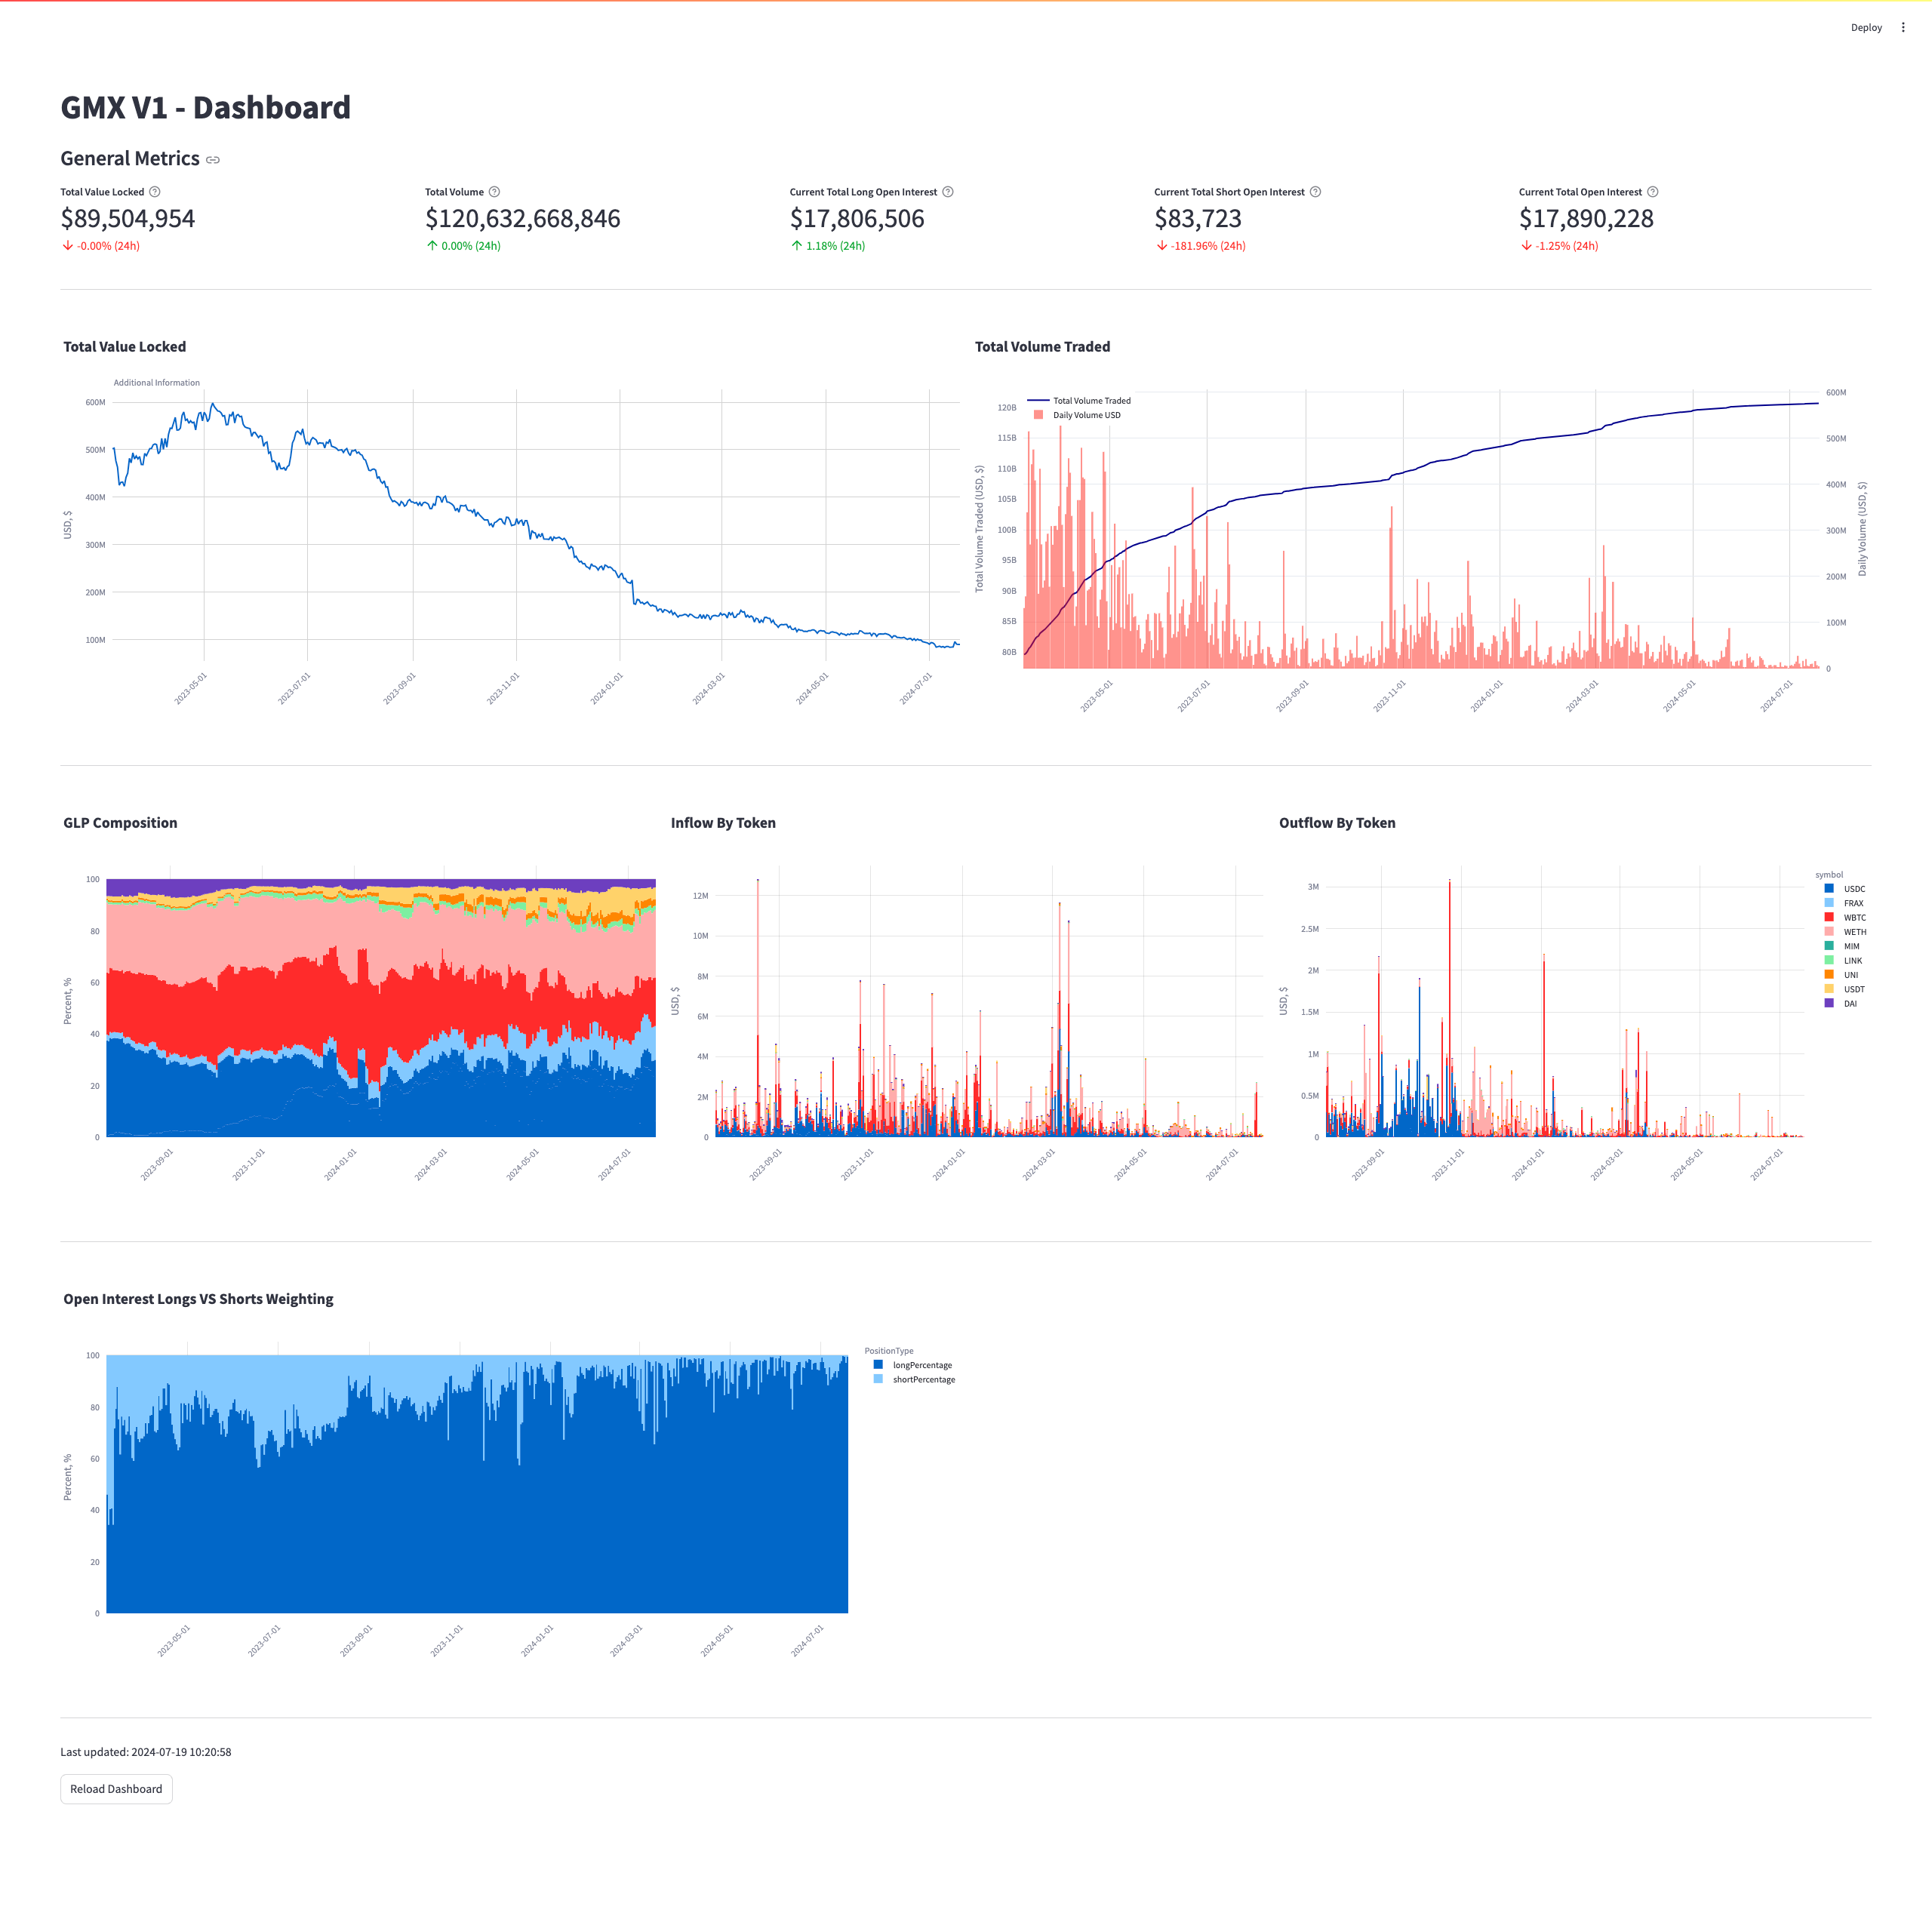 Deploy
GMX V1 - Dashboard
General Metrics
Total Value Locked
$89,504,954
-0.00% (24h)
Total Volume
$120,632,668,846
0.00% (24h)
Current Total Long Open Interest
$17,806,506
1.18% (24h)
Current Total Short Open Interest
$83,723
-181.96% (24h)
Current Total Open Interest
$17,890,228
-1.25% (24h)
Total Value Locked
Additional Information
600M
500M
400M
300M
200M
100M
USD, $
2023-05-01
2023-07-01
2023-09-01
2023-11-01
2024-01-01
2024-03-01
2024-05-01
2024-07-01
Total Volume Traded
Total Volume Traded
Daily Volume USD
120B
115B
110B
105B
100B
95B
90B
85B
80B
Total Volume Traded (USD, $)
600M
500M
400M
300M
200M
100M
0
Daily Volume (USD, $)
2023-05-01
2023-07-01
2023-09-01
2023-11-01
2024-01-01
2024-03-01
2024-05-01
2024-07-01
GLP Composition
100
80
60
40
20
0
Percent, %
2023-09-01
2023-11-01
2024-01-01
2024-03-01
2024-05-01
2024-07-01
Inflow By Token
12M
10M
8M
6M
4M
2M
0
USD, $
2023-09-01
2023-11-01
2024-01-01
2024-03-01
2024-05-01
2024-07-01
Outflow By Token
3M
2.5M
2M
1.5M
1M
0.5M
0
USD, $
2023-09-01
2023-11-01
2024-01-01
2024-03-01
2024-05-01
2024-07-01
symbol
USDC
FRAX
WBTC
WETH
MIM
LINK
UNI
USDT
DAI
Open Interest Longs VS Shorts Weighting
100
80
60
40
20
0
Percent, %
2023-05-01
2023-07-01
2023-09-01
2023-11-01
2024-01-01
2024-03-01
2024-05-01
2024-07-01
PositionType
longPercentage
shortPercentage
Last updated: 2024-07-19 10:20:58
Reload Dashboard